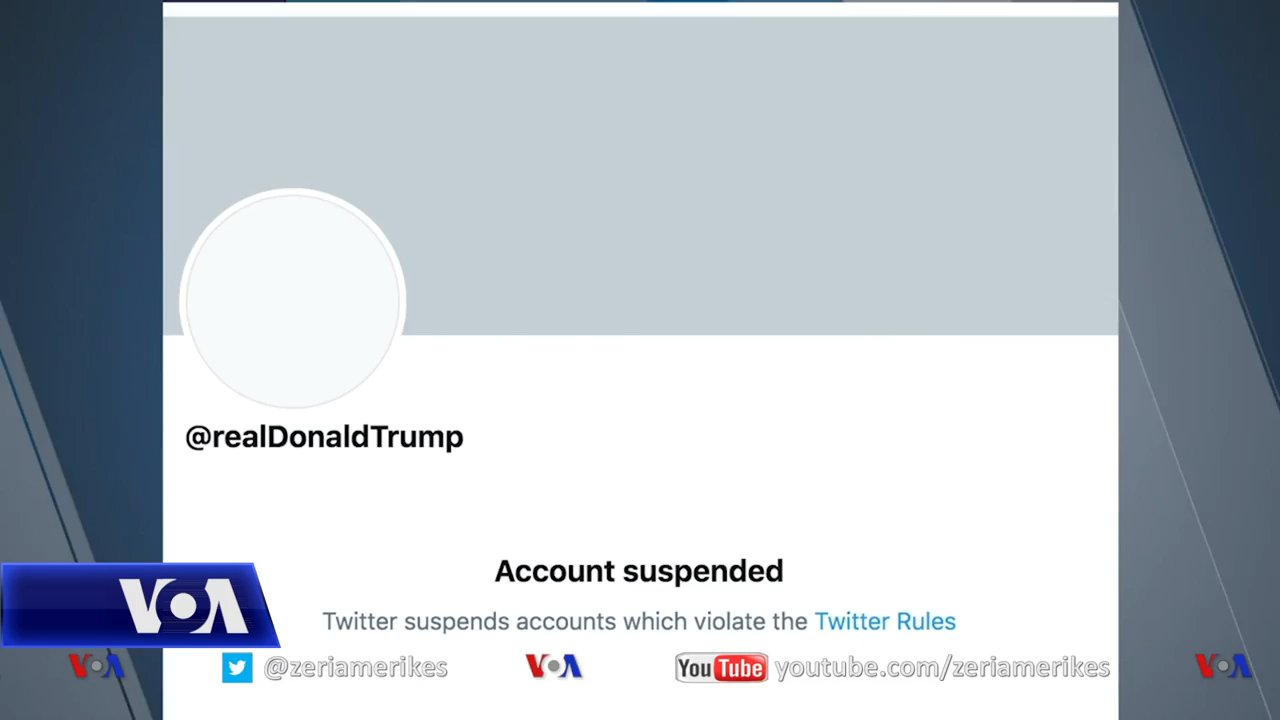 @realDonaldTrump
Account suspended
Twitter suspends accounts which violate the Twitter Rules
VOA
VOA @zeriamerikes VOA YouTube youtube.com/zeriamerikes VOA